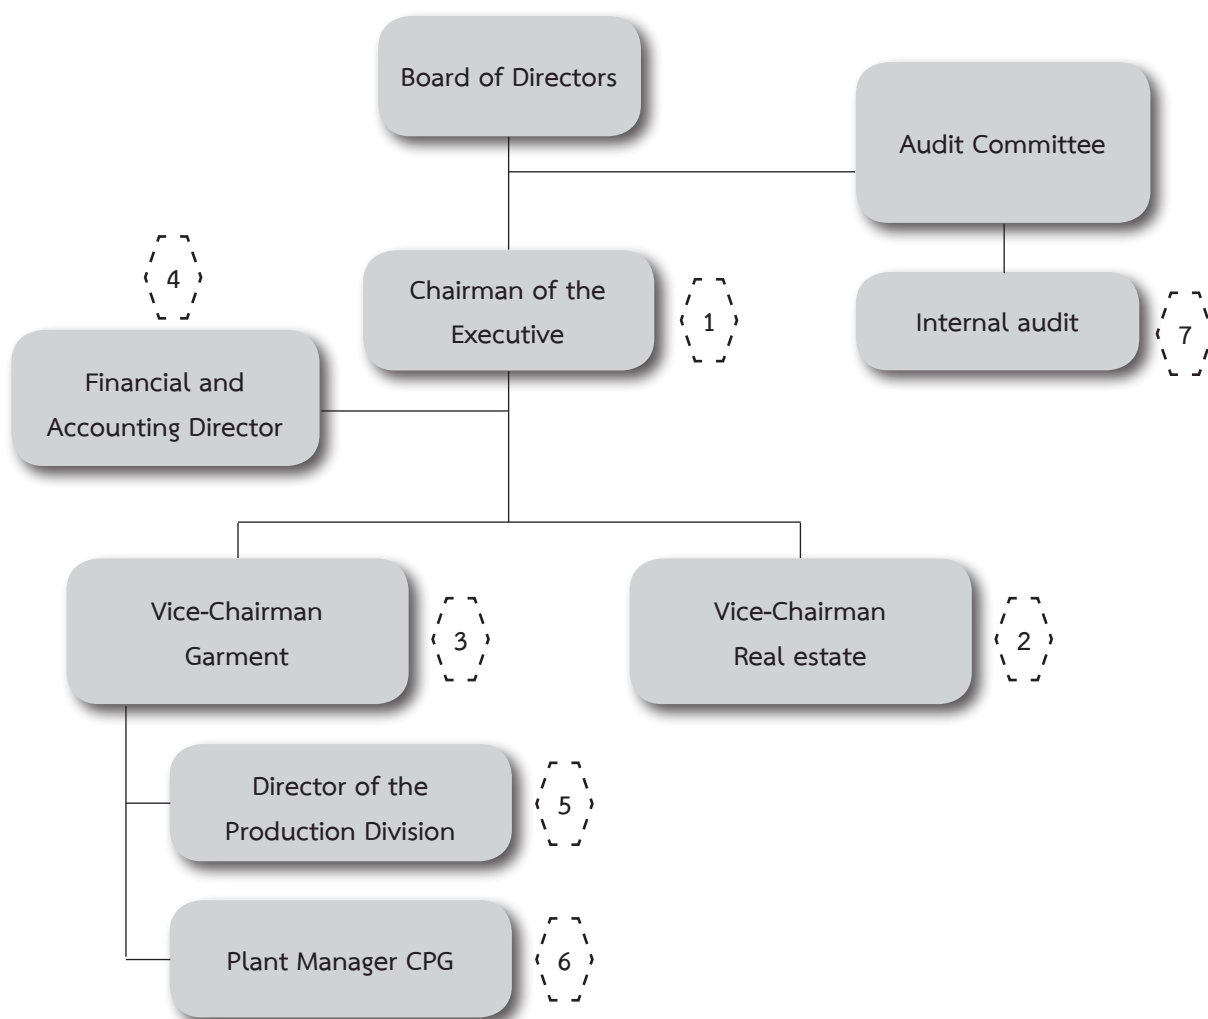 Board of Directors
Audit Committee
4
Chairman of the
Executive
1
Internal audit
7
Financial and
Accounting Director
Vice-Chairman
Garment
3
Vice-Chairman
Real estate
2
Director of the
Production Division
5
Plant Manager CPG
6